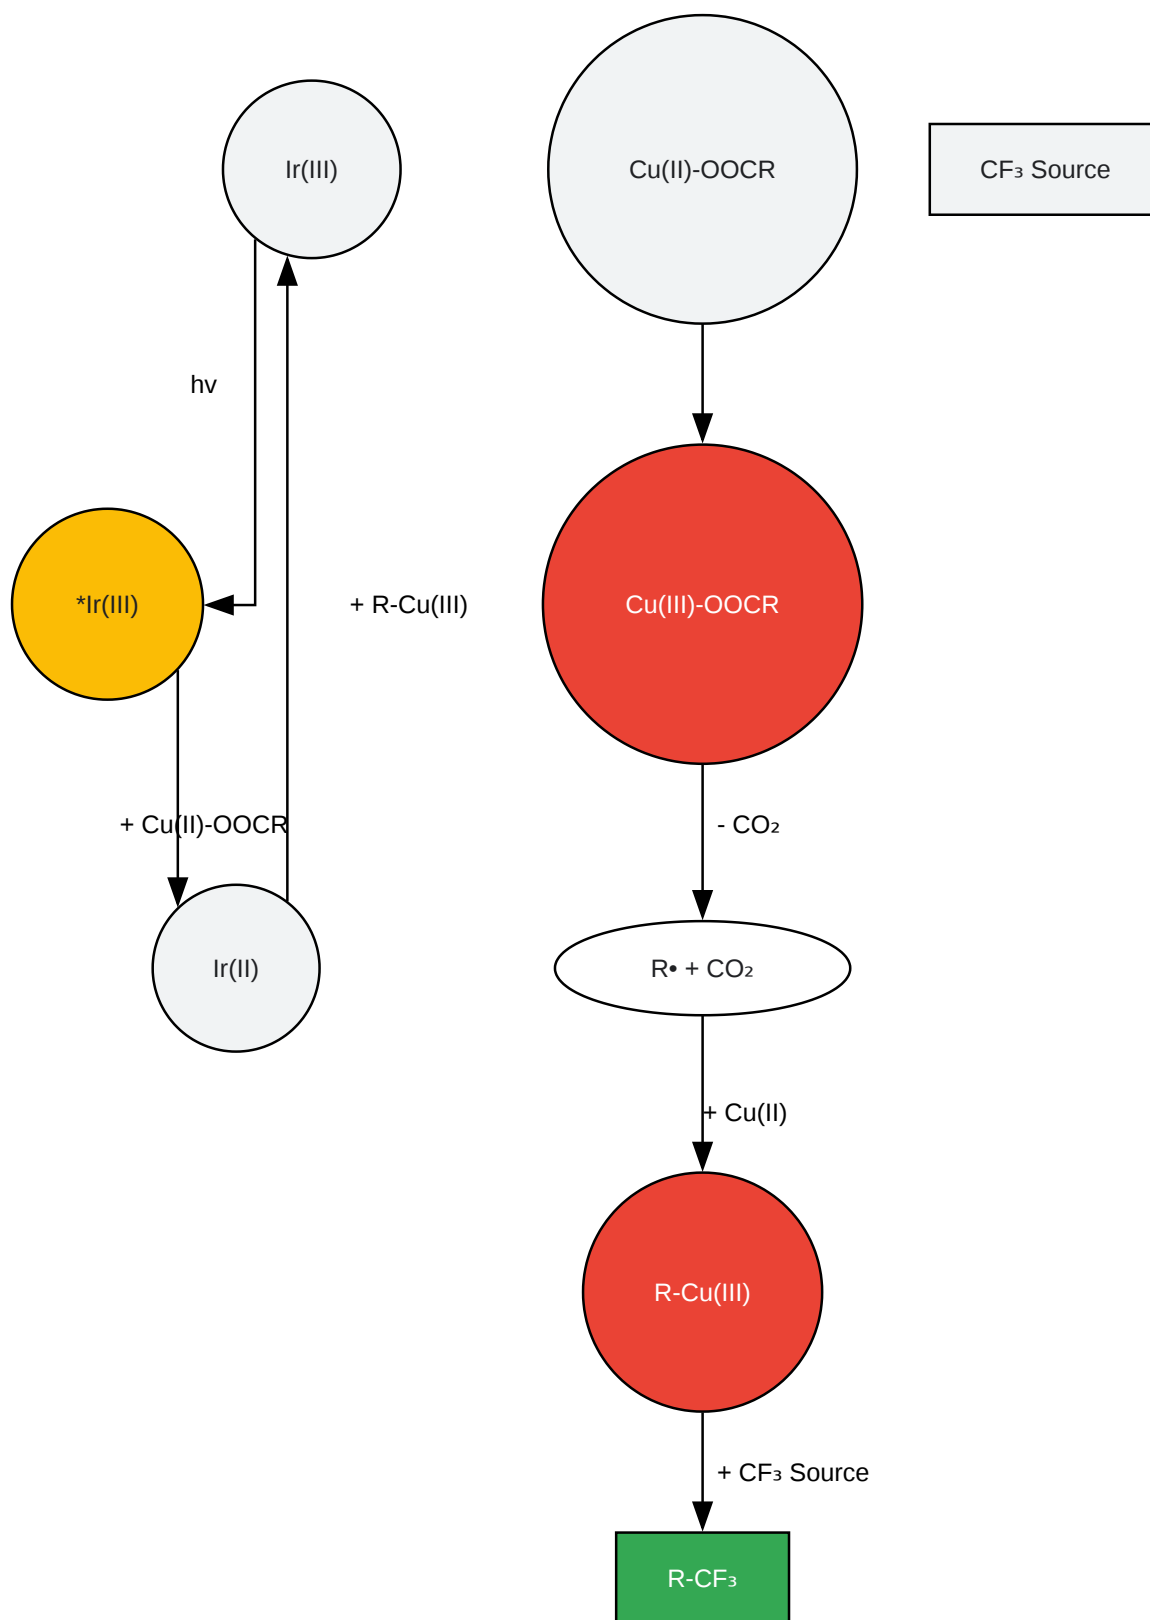 Ir(III)
Cu(II)-OOCR
CF₃ Source
hv
*Ir(III)
+ R-Cu(III)
Cu(III)-OOCR
+ Cu(II)-OOCR
- CO₂
Ir(II)
R• + CO₂
+ Cu(II)
R-Cu(III)
+ CF₃ Source
R-CF₃